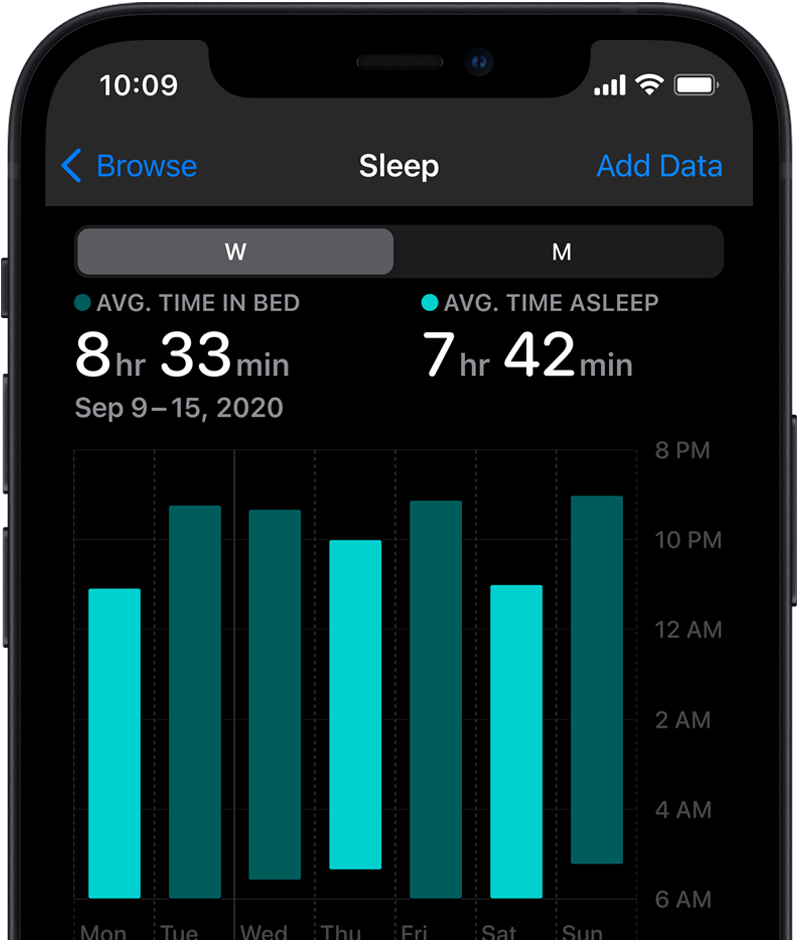 10:09
Browse Sleep Add Data
W M
AVG. TIME IN BED AVG. TIME ASLEEP
8 hr 33 min 7 hr 42 min
Sep 9–15, 2020
8 PM
10 PM
12 AM
2 AM
4 AM
6 AM
Mon Tue Wed Thu Fri Sat Sun